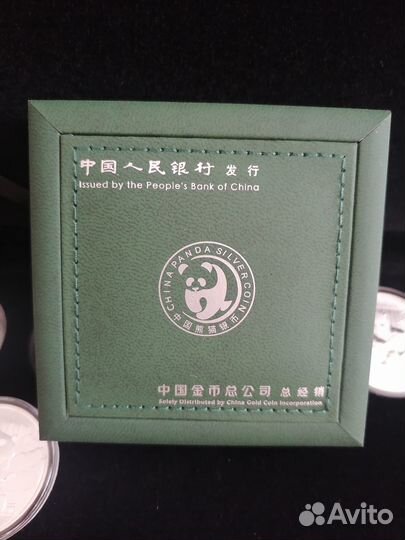 中国人民银行 发行
Issued by the People's Bank of China
CHINA PANDA SILVER COIN
中国熊猫银币
中国金币总公司 总经销
Solely Distributed by China Gold Coin Incorporation
Avito